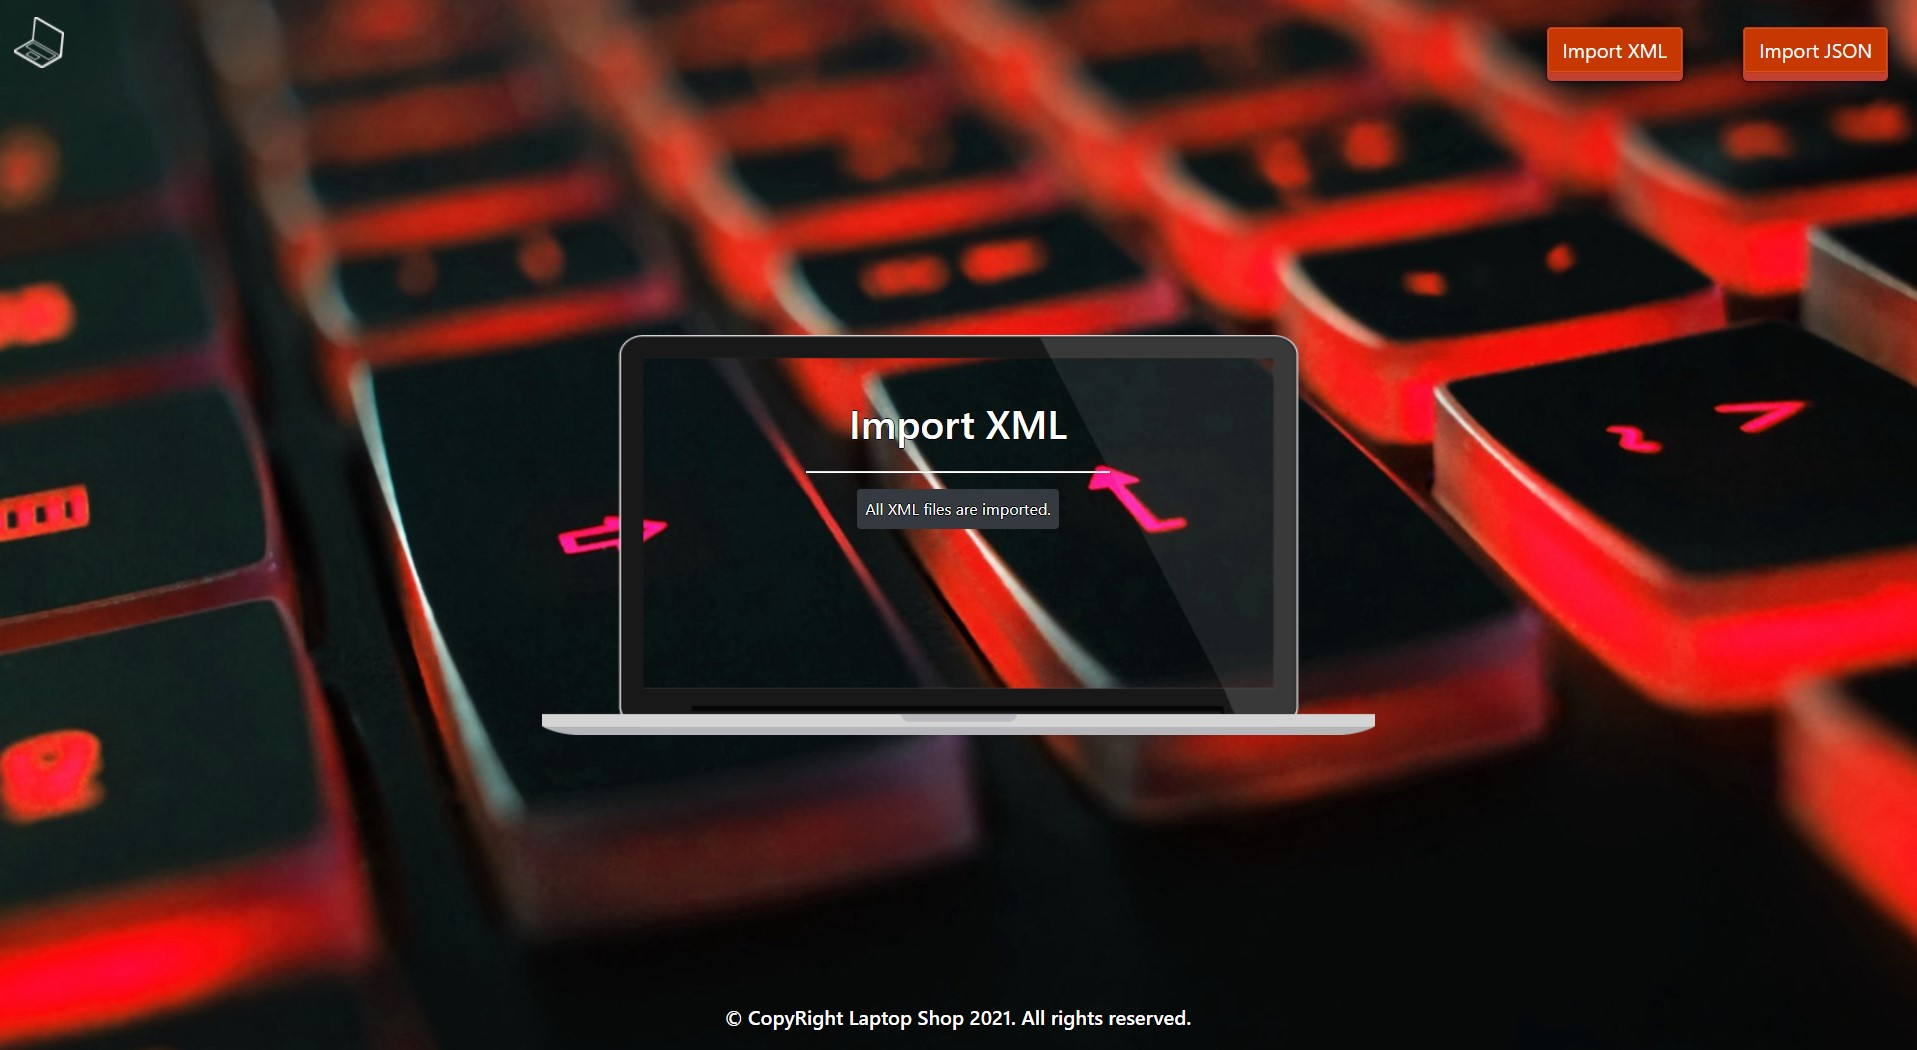 Import XML
Import JSON
Import XML
All XML files are imported.
© CopyRight Laptop Shop 2021. All rights reserved.